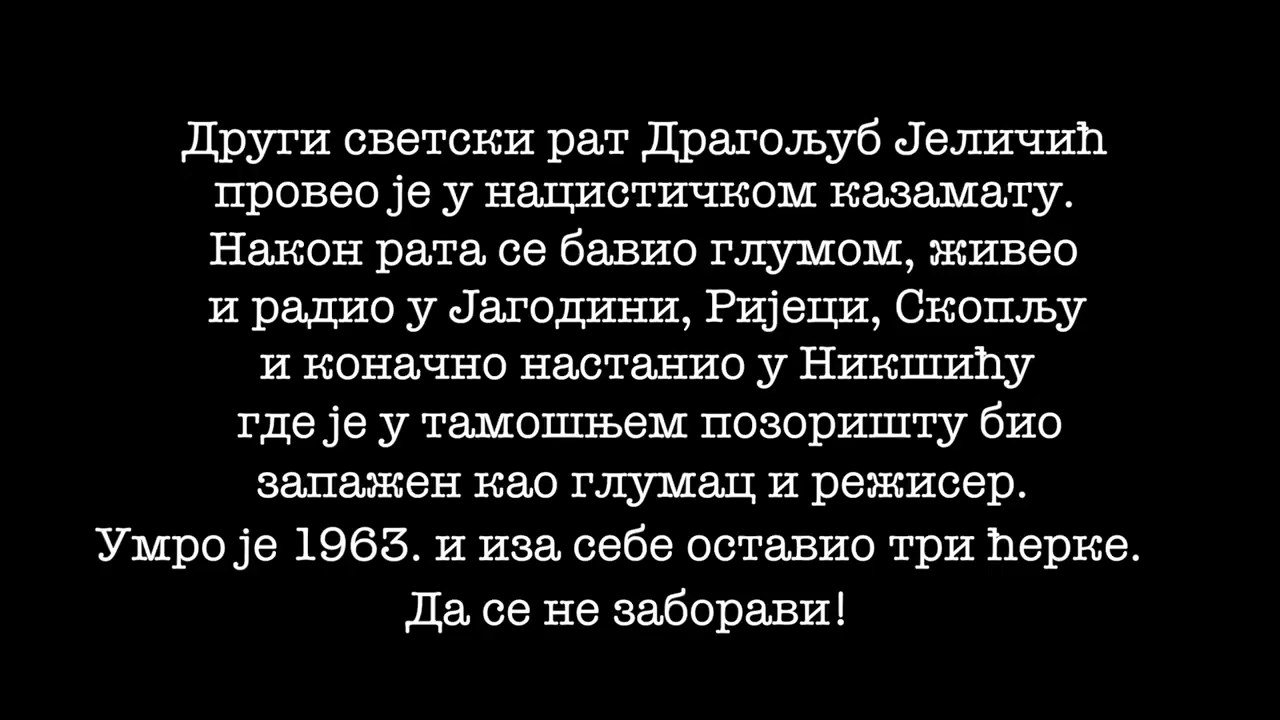 Други светски рат Драгољуб Јеличић
провео је у нацистичком казамату.
Након рата се бавио глумом, живео
и радио у Јагодини, Ријеци, Скопљу
и коначно настанио у Никшићу
где је у тамошњем позоришту био
запажен као глумац и режисер.
Умро је 1963. и иза себе оставио три ћерке.
Да се не заборави!